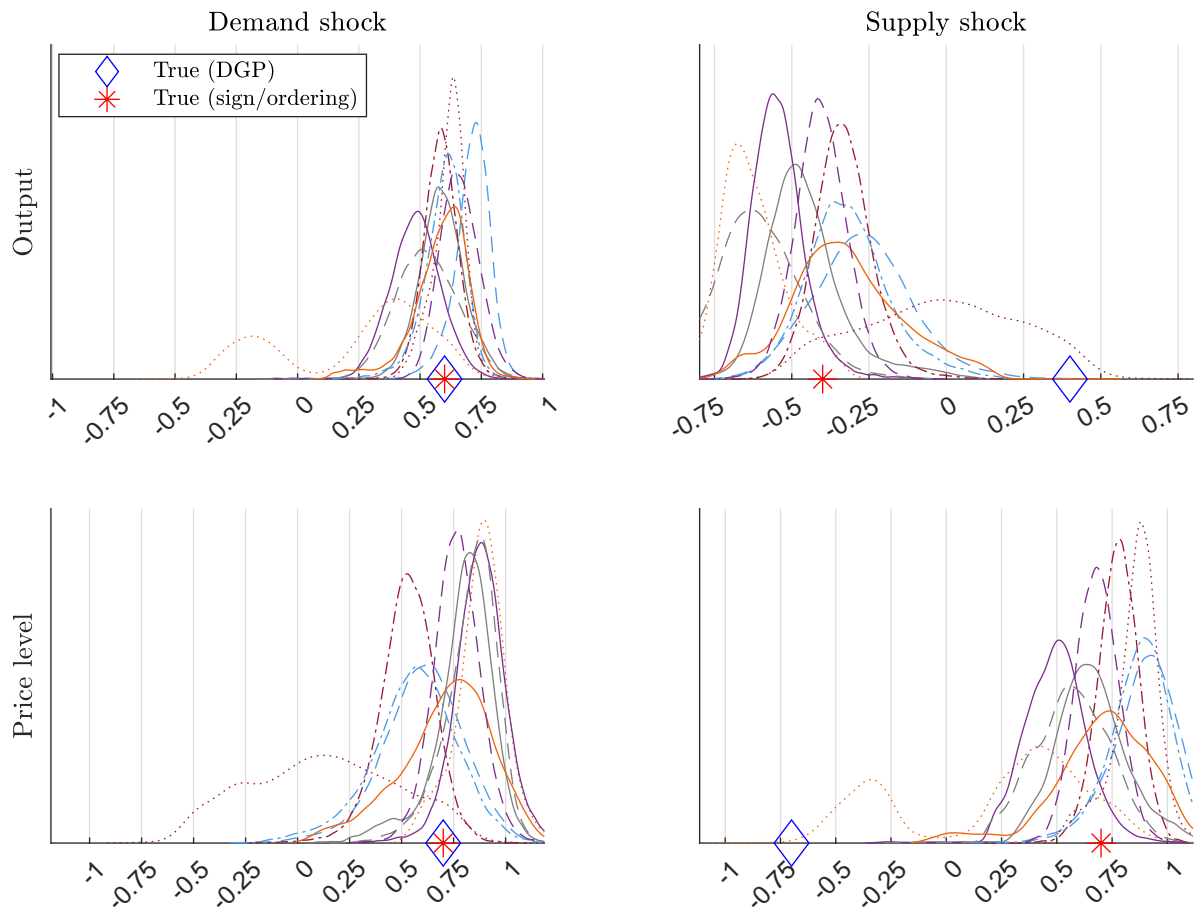 Demand shock
Supply shock
True (DGP)
True (sign/ordering)
Output
-1 -0.75 -0.5 -0.25 0 0.25 0.5 0.75 1
-0.75 -0.5 -0.25 0 0.25 0.5 0.75
Price level
-1 -0.75 -0.5 -0.25 0 0.25 0.5 0.75 1
-1 -0.75 -0.5 -0.25 0 0.25 0.5 0.75 1